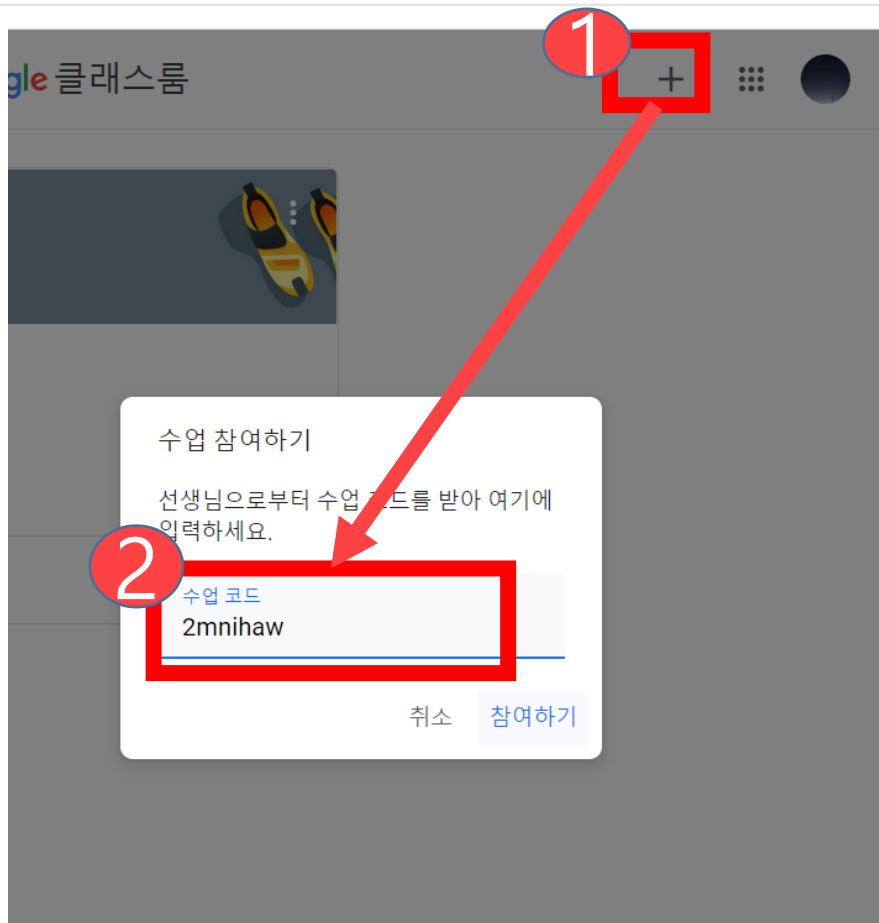 1
gle 클래스룸
수업 참여하기
선생님으로부터 수업 코드를 받아 여기에
입력하세요.
2
수업 코드
2mnihaw
취소 참여하기